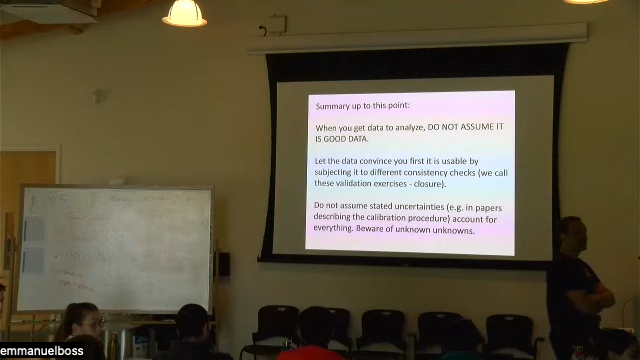 Summary up to this point:
When you get data to analyze, DO NOT ASSUME IT
IS GOOD DATA.
Let the data convince you first it is usable by
subjecting it to different consistency checks (we call
these validation exercises - closure).
Do not assume stated uncertainties (e.g. in papers
describing the calibration procedure) account for
everything. Beware of unknown unknowns.
emmanuelboss